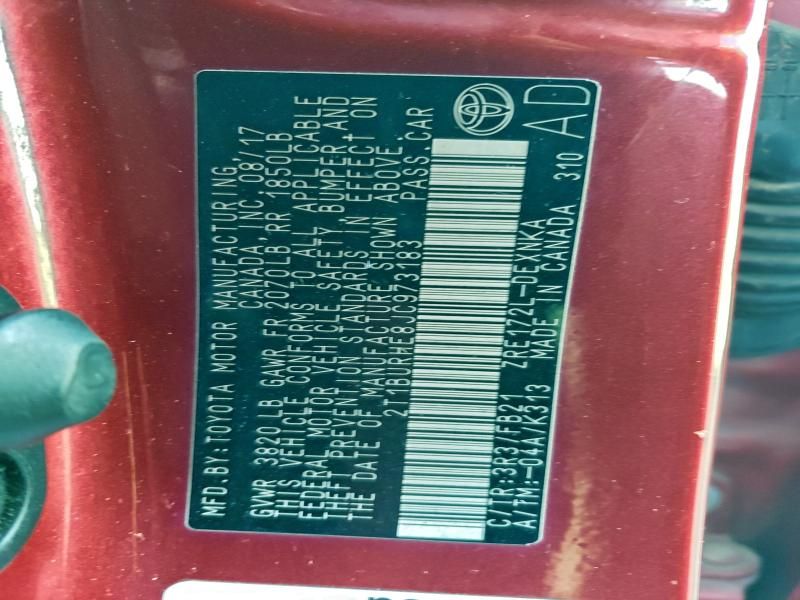 MFD.BY:TOYOTA MOTOR MANUFACTURING,
CANADA, INC. 08/17
GVWR 3820 LB GAWR FR 2070LB RR 1850LB
THIS VEHICLE CONFORMS TO ALL APPLICABLE
FEDERAL MOTOR VEHICLE SAFETY, BUMPER, AND
THEFT PREVENTION STANDARDS IN EFFECT ON
THE DATE OF MANUFACTURE SHOWN ABOVE.
2T1BURHE8JC973183 PASS.CAR
C/TR:3R3/FB21 ZRE172L-DEXNKA
A/TM:-04A/K313 MADE IN CANADA 310
AD